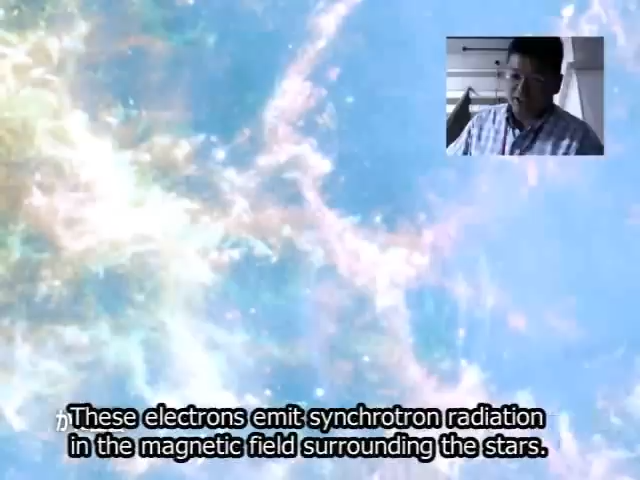 These electrons emit synchrotron radiation
in the magnetic field surrounding the stars.